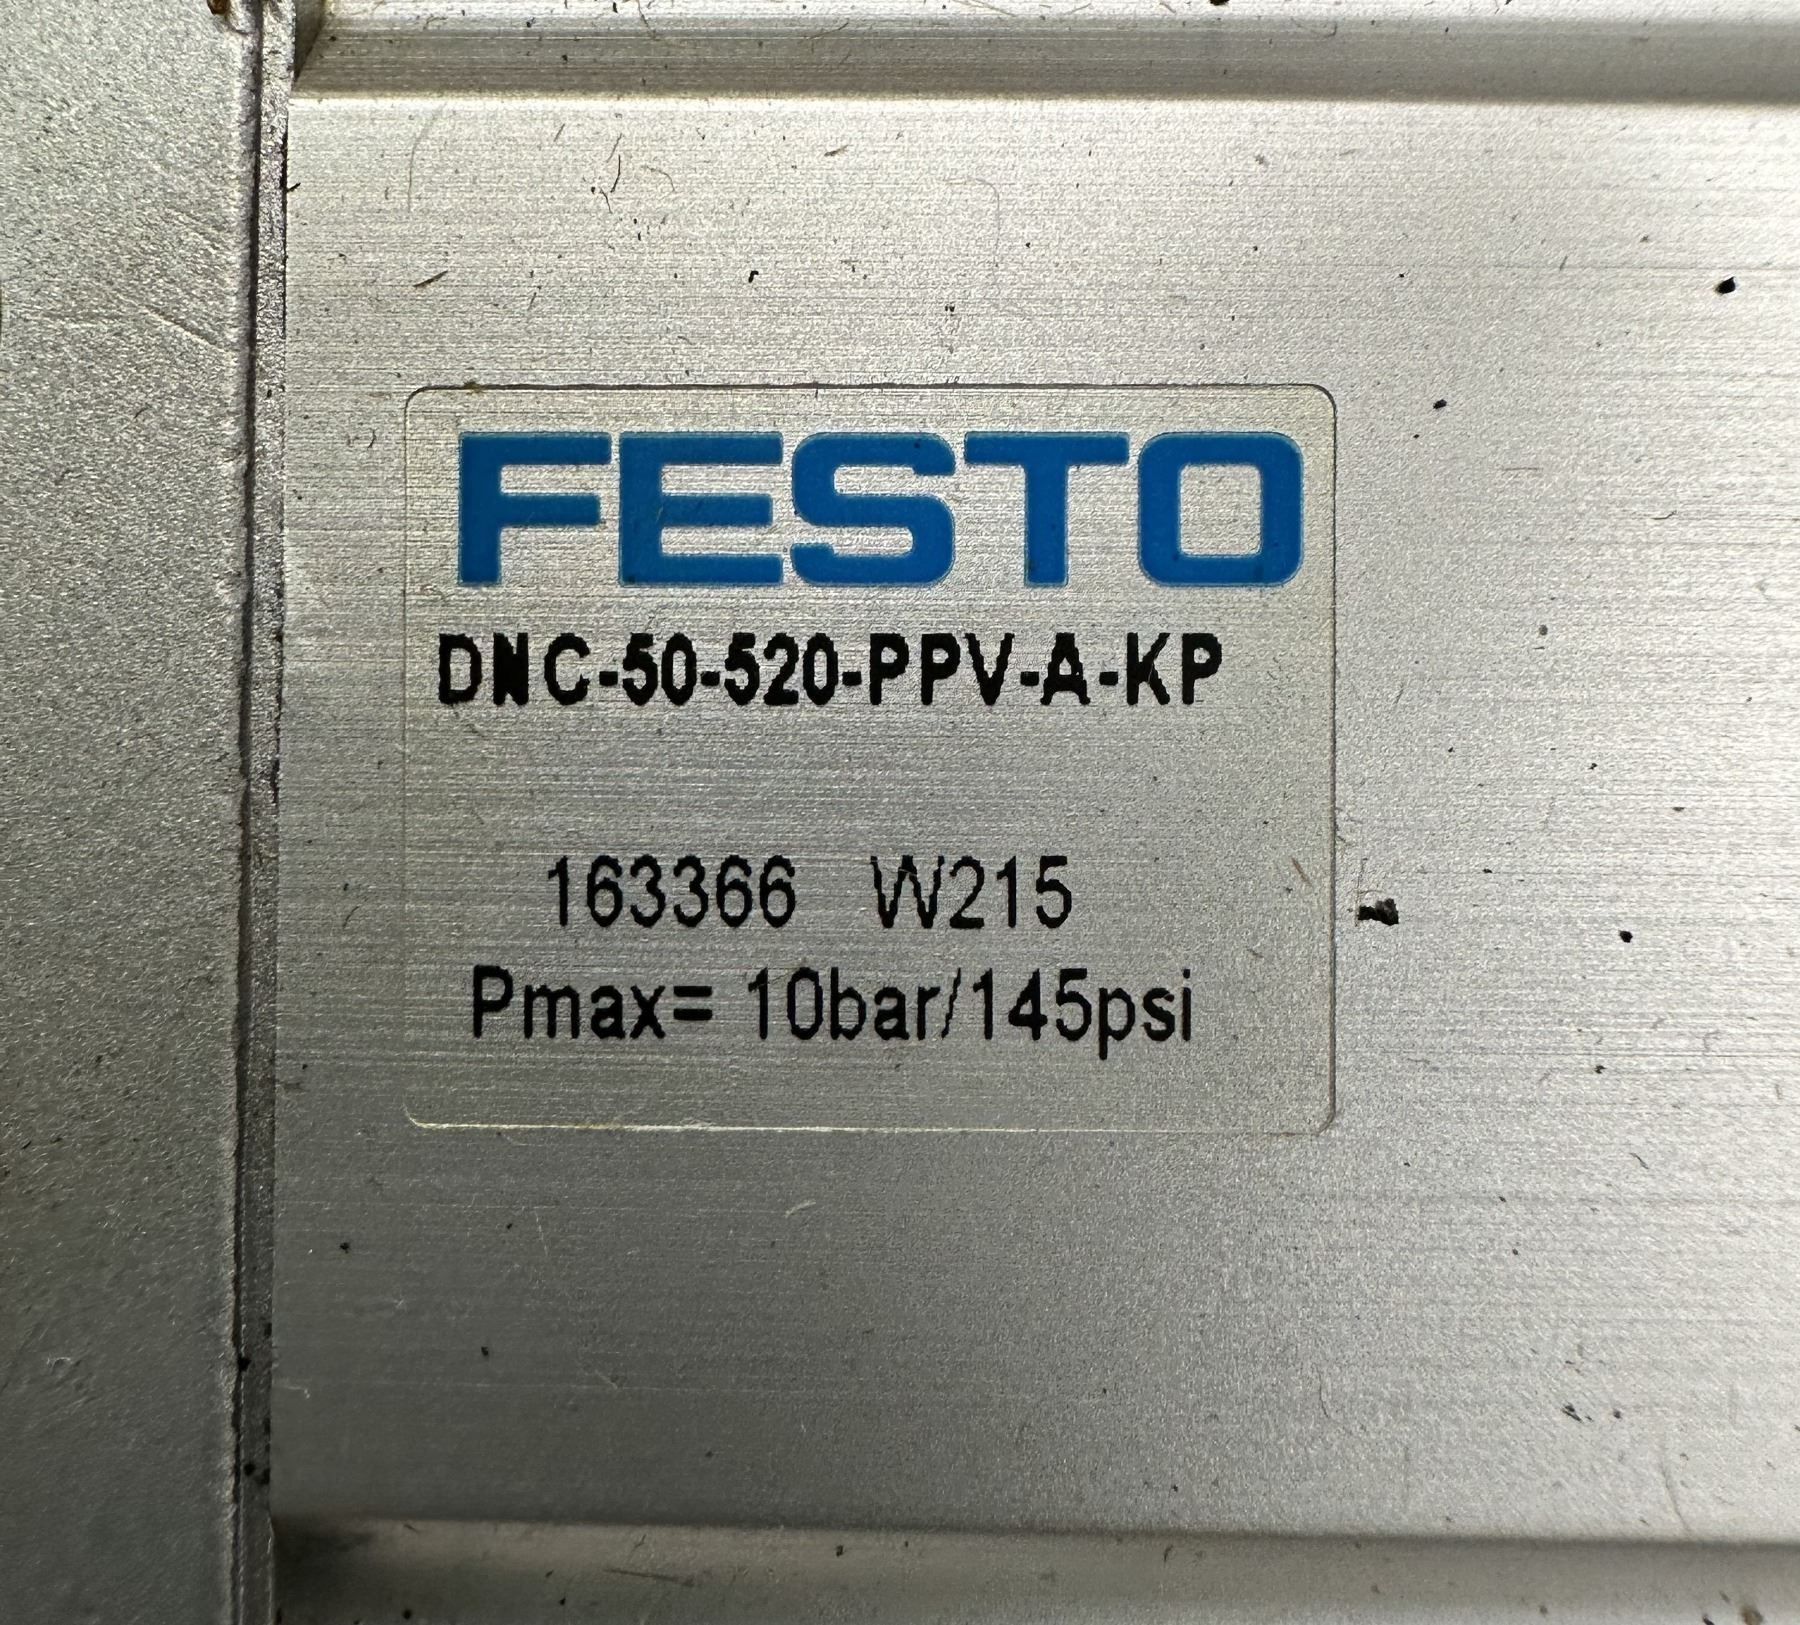 FESTO
DNC-50-520-PPV-A-KP
163366 W215
Pmax= 10bar/145psi